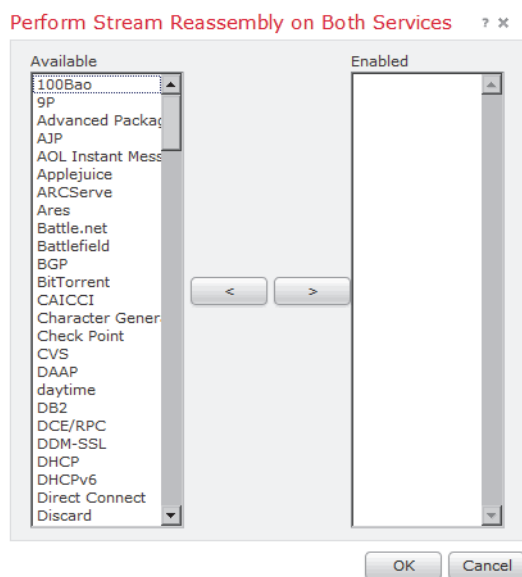 Perform Stream Reassembly on Both Services ? ×
Available
Enabled
100Bao
9P
Advanced Packag
AJP
AOL Instant Mess
Applejuice
ARCServe
Ares
Battle.net
Battlefield
BGP
BitTorrent
CAICCI
Character Gener
Check Point
CVS
DAAP
daytime
DB2
DCE/RPC
DDM-SSL
DHCP
DHCPv6
Direct Connect
Discard
< >
OK Cancel